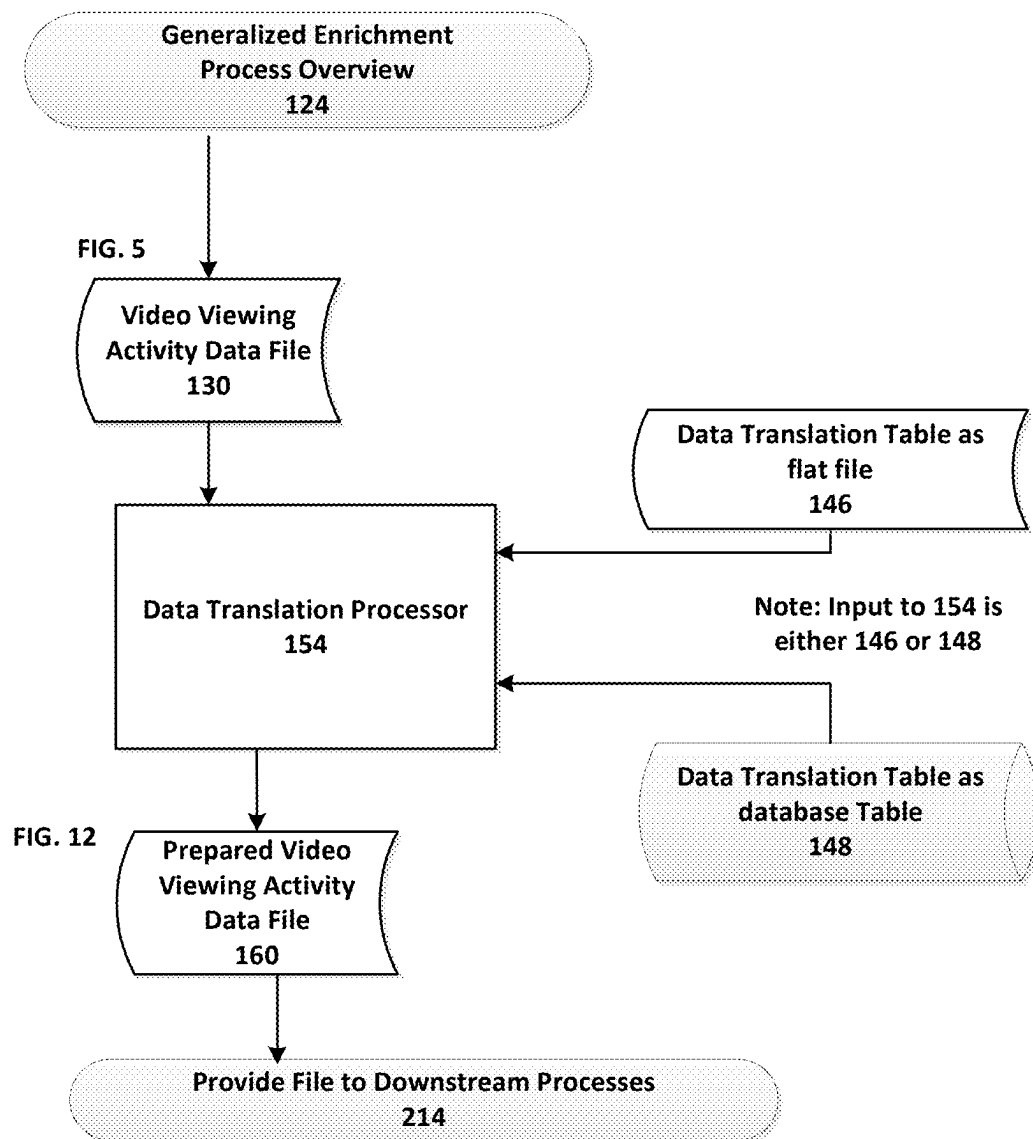 Generalized Enrichment
Process Overview
124
FIG. 5
Video Viewing
Activity Data File
130
Data Translation Table as
flat file
146
Data Translation Processor
154
Note: Input to 154 is
either 146 or 148
Data Translation Table as
database Table
148
FIG. 12
Prepared Video
Viewing Activity
Data File
160
Provide File to Downstream Processes
214